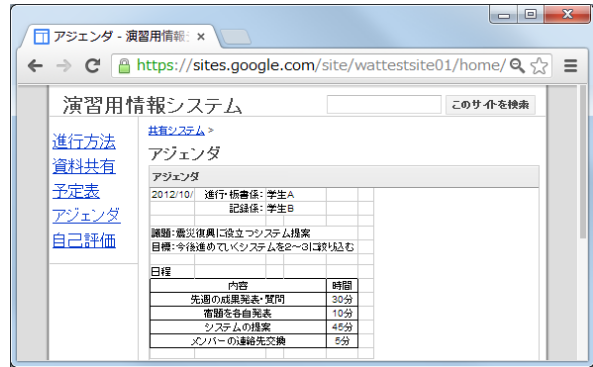 アジェンダ - 演習用情報
https://sites.google.com/site/wattestsite01/home/
演習用情報システム
このサイトを検索
進行方法
資料共有
予定表
アジェンダ
自己評価
共有システム >
アジェンダ
アジェンダ
2012/10/ 進行・板書係: 学生A
記録係: 学生B
議題: 震災復興に役立つシステム提案
目標: 今後進めていくシステムを2~3に絞り込む
日程
内容 時間
先週の成果発表・質問 30分
宿題を各自発表 10分
システムの提案 45分
メンバーの連絡先交換 5分